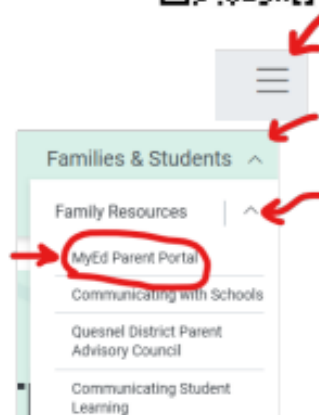 Families & Students
Family Resources
MyEd Parent Portal
Communicating with Schools
Quesnel District Parent
Advisory Council
Communicating Student
Learning